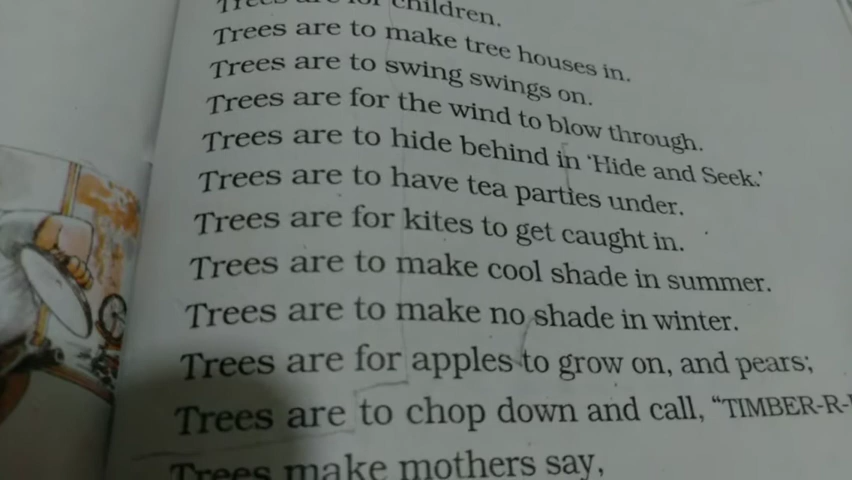 Trees are for children.
Trees are to make tree houses in.
Trees are to swing swings on.
Trees are for the wind to blow through.
Trees are to hide behind in 'Hide and Seek.'
Trees are to have tea parties under.
Trees are for kites to get caught in.
Trees are to make cool shade in summer.
Trees are to make no shade in winter.
Trees are for apples to grow on, and pears;
Trees are to chop down and call, “TIMBER-R-
Trees make mothers say,